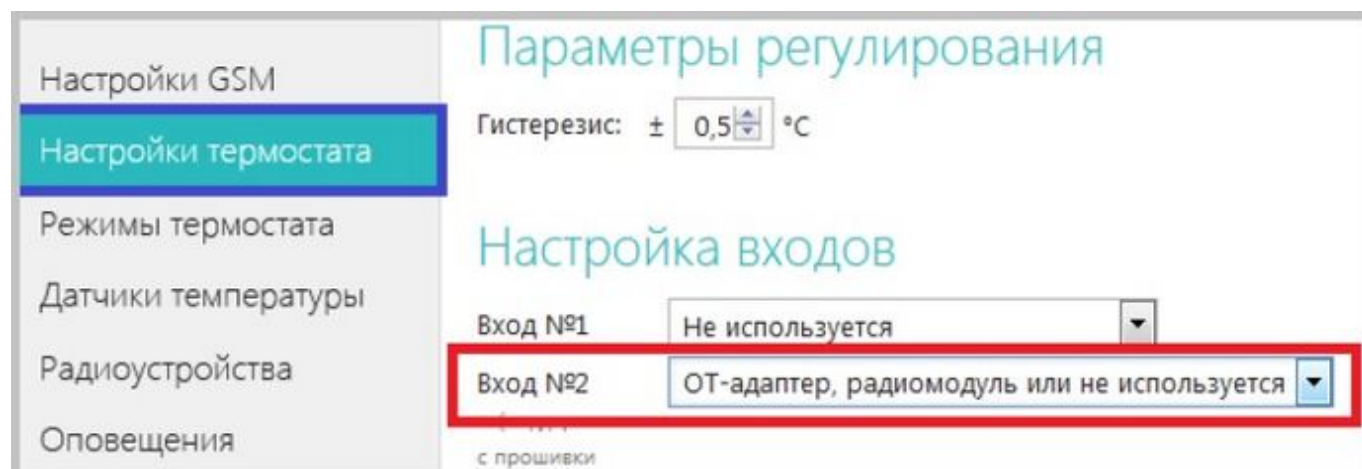 Настройки GSM
Настройки термостата
Режимы термостата
Датчики температуры
Радиоустройства
Оповещения
Параметры регулирования
Гистерезис: ± 0,5 °C
Настройка входов
Вход №1 Не используется
Вход №2 ОТ-адаптер, радиомодуль или не используется
с прошивки